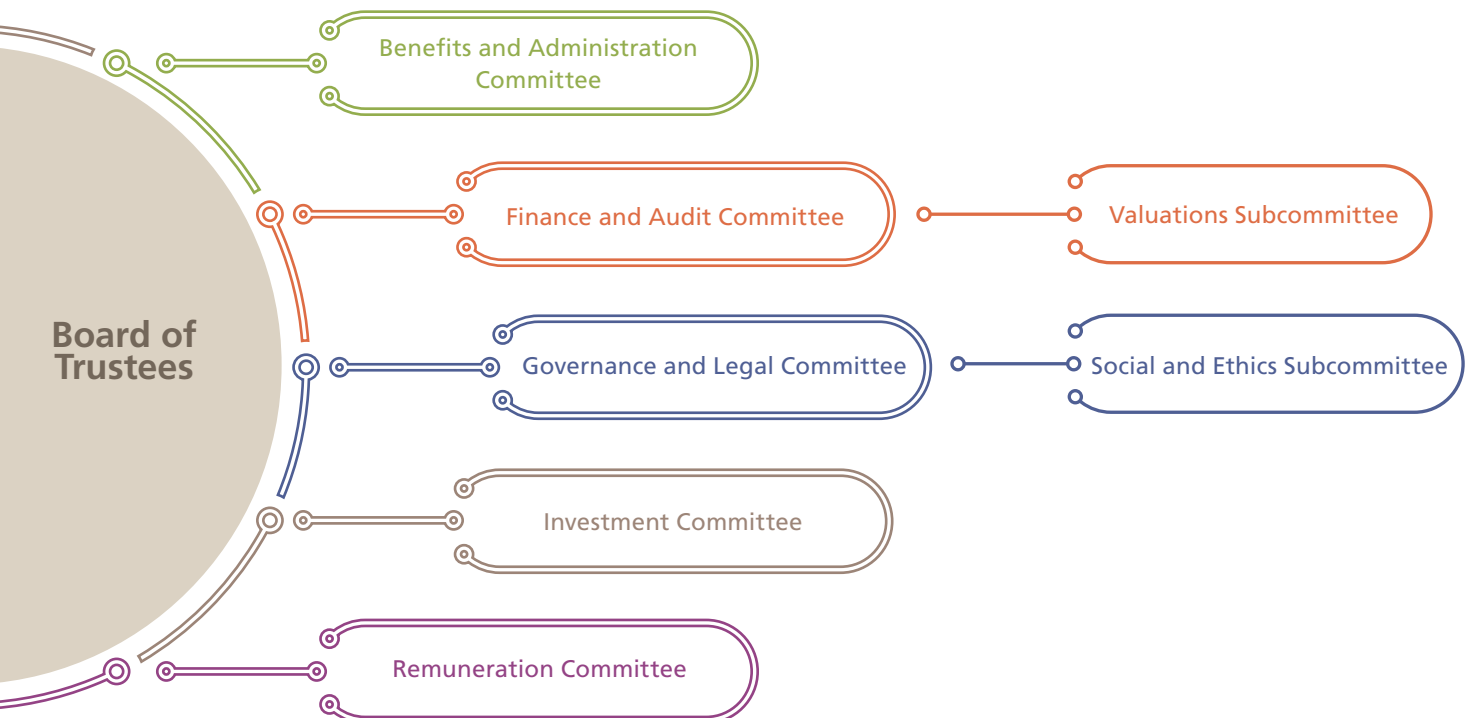 Benefits and Administration
Committee
Finance and Audit Committee
Valuations Subcommittee
Board of
Trustees
Governance and Legal Committee
Social and Ethics Subcommittee
Investment Committee
Remuneration Committee